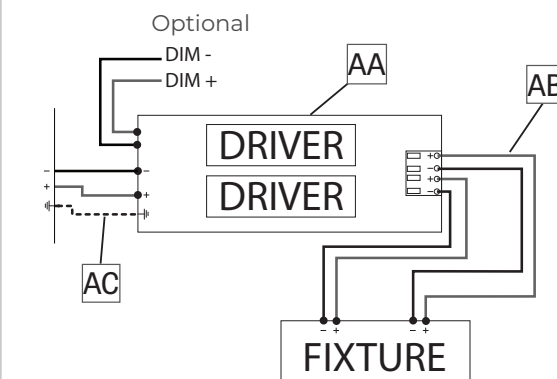 Optional
DIM -
DIM +
AA
AB
DRIVER
DRIVER
+
-
+
-
-
+
-
+
AC
- + - +
FIXTURE